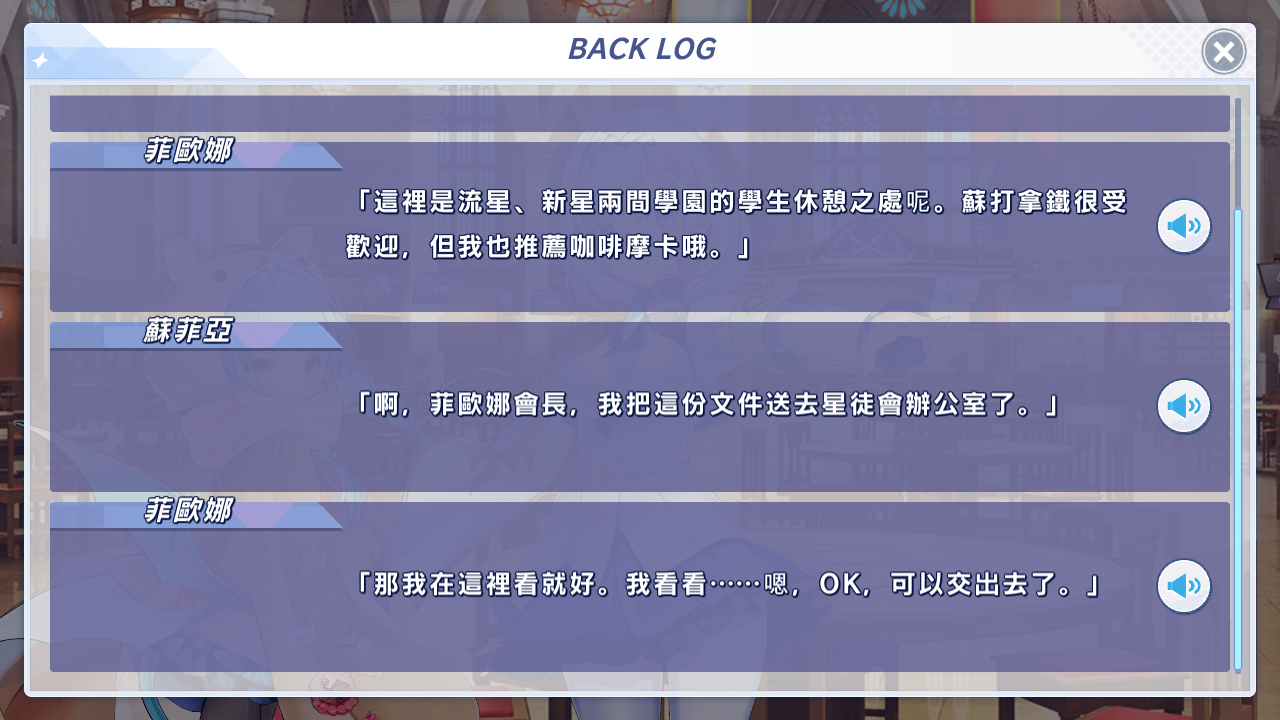 BACK LOG
菲歐娜
「這裡是流星、新星兩間學園的學生休憩之處呢。蘇打拿鐵很受
歡迎，但我也推薦咖啡摩卡哦。」
蘇菲亞
「啊，菲歐娜會長，我把這份文件送去星徒會辦公室了。」
菲歐娜
「那我在這裡看就好。我看看⋯⋯嗯，OK，可以交出去了。」